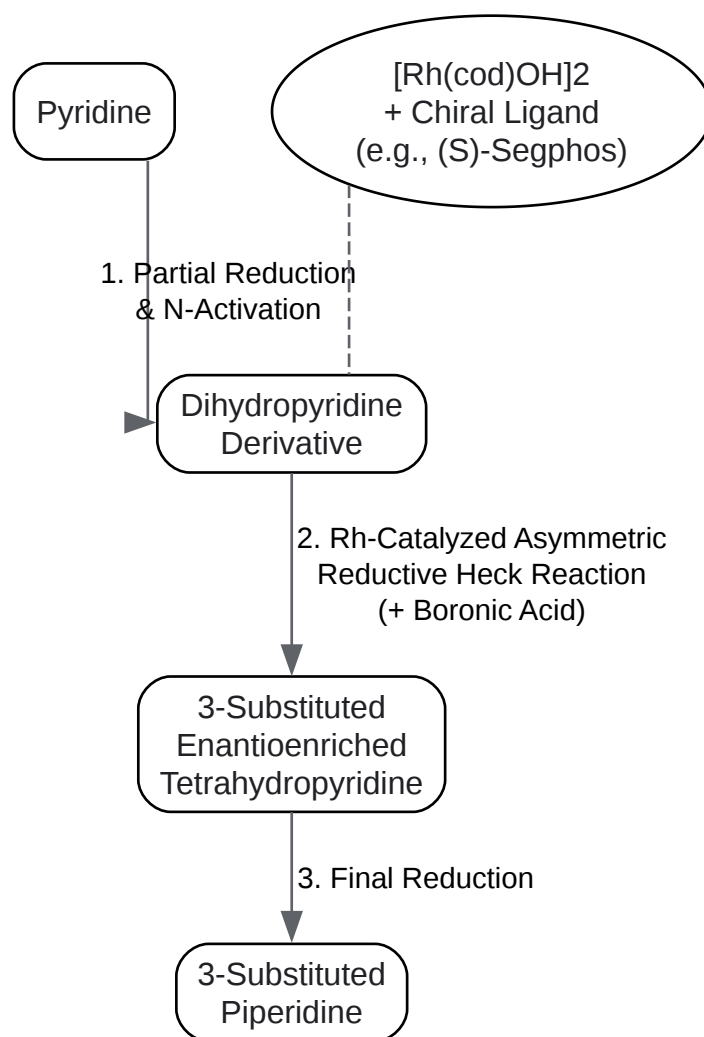 Pyridine
[Rh(cod)OH]2
+ Chiral Ligand
(e.g., (S)-Segphos)
1. Partial Reduction
& N-Activation
Dihydropyridine
Derivative
2. Rh-Catalyzed Asymmetric
Reductive Heck Reaction
(+ Boronic Acid)
3-Substituted
Enantioenriched
Tetrahydropyridine
3. Final Reduction
3-Substituted
Piperidine